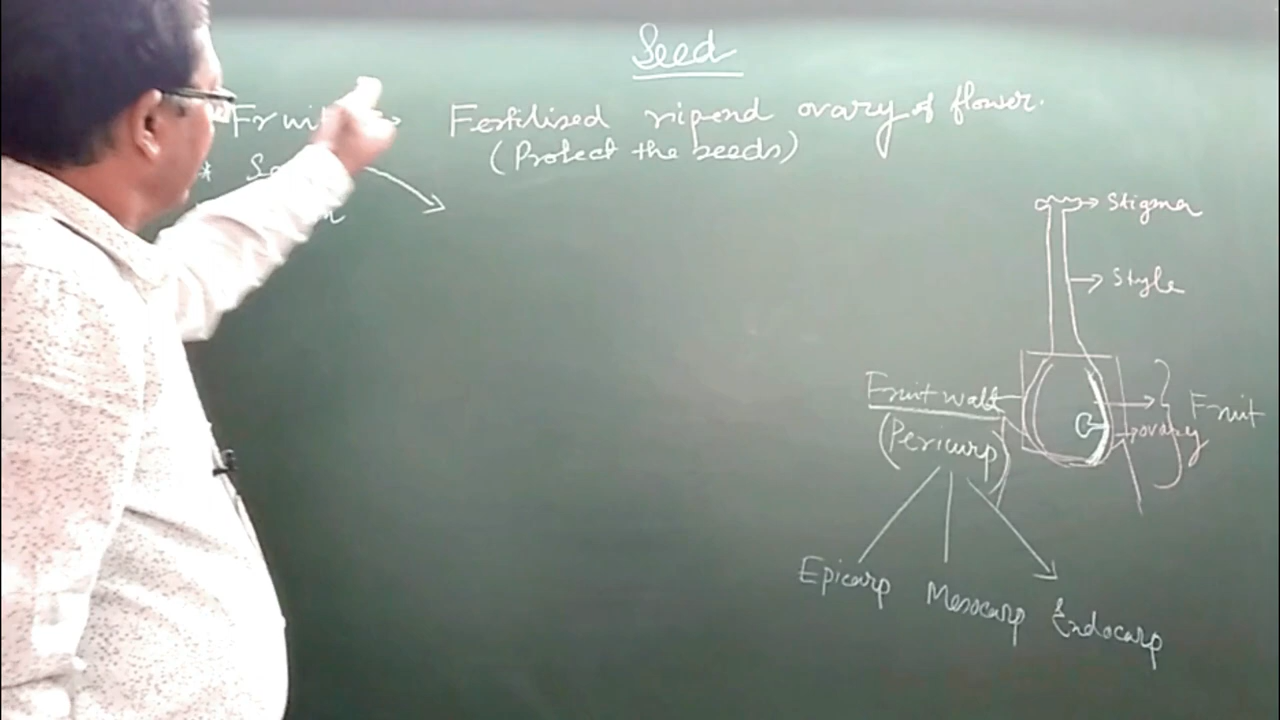 Seed
Fruit → Fertilised ripend ovary of flower.
(Protect the seeds)
*
→ Stigma
→ Style
Fruit wall
(Pericarp)
→ Fruit
→ ovary
Epicarp Mesocarp Endocarp